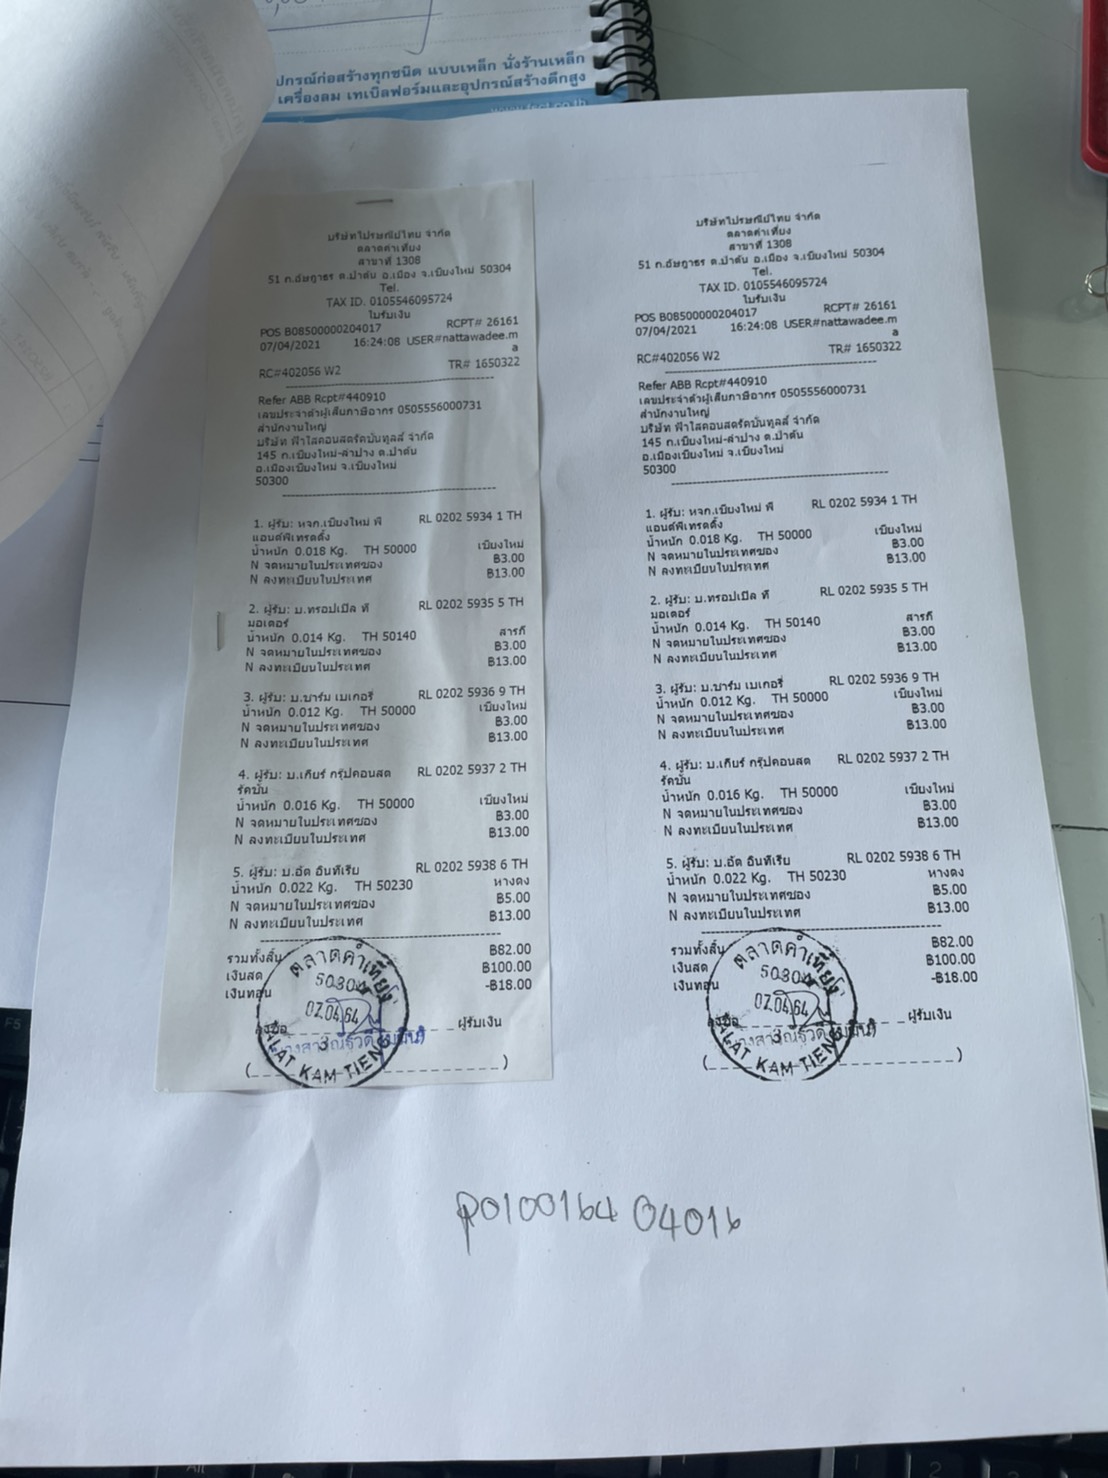 ปกรณ์ก่อสร้างทุกชนิด แบบเหล็ก นั่งร้านเหล็ก
เครื่องลม เทเบิลฟอร์มและอุปกรณ์สร้างตึกสูง
บริษัทไปรษณีย์ไทย จำกัด
ตลาดคำเที่ยง
สาขาที่ 1308
51 ถ.อัษฎาธร ต.ป่าตัน อ.เมือง จ.เชียงใหม่ 50304
Tel.
TAX ID. 0105546095724
ใบรับเงิน
POS B08500000204017 RCPT# 26161
07/04/2021 16:24:08 USER#nattawadee.m
a
RC#402056 W2 TR# 1650322
Refer ABB Rcpt#440910
เลขประจำตัวผู้เสียภาษีอากร 0505556000731
สำนักงานใหญ่
บริษัท ฟ้าใสคอนสตรัคชั่นทูลส์ จำกัด
145 ถ.เชียงใหม่-ลำปาง ต.ป่าตัน
อ.เมืองเชียงใหม่ จ.เชียงใหม่
50300
1. ผู้รับ: หจก.เชียงใหม่ พี RL 0202 5934 1 TH
แอนด์พีเทรดดิ้ง
น้ำหนัก 0.018 Kg. TH 50000 เชียงใหม่
N จดหมายในประเทศซอง ฿3.00
N ลงทะเบียนในประเทศ ฿13.00
2. ผู้รับ: บ.ทรอปเปิล ที RL 0202 5935 5 TH
มอเตอร์
น้ำหนัก 0.014 Kg. TH 50140 สารภี
N จดหมายในประเทศซอง ฿3.00
N ลงทะเบียนในประเทศ ฿13.00
3. ผู้รับ: บ.ชาร์ม เบเกอรี่ RL 0202 5936 9 TH
น้ำหนัก 0.012 Kg. TH 50000 เชียงใหม่
N จดหมายในประเทศซอง ฿3.00
N ลงทะเบียนในประเทศ ฿13.00
4. ผู้รับ: บ.เกียร์ กรุ๊ปคอนสต RL 0202 5937 2 TH
รัคชั่น
น้ำหนัก 0.016 Kg. TH 50000 เชียงใหม่
N จดหมายในประเทศซอง ฿3.00
N ลงทะเบียนในประเทศ ฿13.00
5. ผู้รับ: บ.อัต อินทีเรีย RL 0202 5938 6 TH
น้ำหนัก 0.022 Kg. TH 50230 หางดง
N จดหมายในประเทศซอง ฿5.00
N ลงทะเบียนในประเทศ ฿13.00
รวมทั้งสิ้น ฿82.00
เงินสด ฿100.00
เงินทอน -฿18.00
ตลาดคำเที่ยง
50304
07.04.64
3
ลงชื่อ ผู้รับเงิน
ALAT KAM TIENG
( )
บริษัทไปรษณีย์ไทย จำกัด
ตลาดคำเที่ยง
สาขาที่ 1308
51 ถ.อัษฎาธร ต.ป่าตัน อ.เมือง จ.เชียงใหม่ 50304
Tel.
TAX ID. 0105546095724
ใบรับเงิน
POS B08500000204017 RCPT# 26161
07/04/2021 16:24:08 USER#nattawadee.m
a
RC#402056 W2 TR# 1650322
Refer ABB Rcpt#440910
เลขประจำตัวผู้เสียภาษีอากร 0505556000731
สำนักงานใหญ่
บริษัท ฟ้าใสคอนสตรัคชั่นทูลส์ จำกัด
145 ถ.เชียงใหม่-ลำปาง ต.ป่าตัน
อ.เมืองเชียงใหม่ จ.เชียงใหม่
50300
1. ผู้รับ: หจก.เชียงใหม่ พี RL 0202 5934 1 TH
แอนด์พีเทรดดิ้ง
น้ำหนัก 0.018 Kg. TH 50000 เชียงใหม่
N จดหมายในประเทศซอง ฿3.00
N ลงทะเบียนในประเทศ ฿13.00
2. ผู้รับ: บ.ทรอปเปิล ที RL 0202 5935 5 TH
มอเตอร์
น้ำหนัก 0.014 Kg. TH 50140 สารภี
N จดหมายในประเทศซอง ฿3.00
N ลงทะเบียนในประเทศ ฿13.00
3. ผู้รับ: บ.ชาร์ม เบเกอรี่ RL 0202 5936 9 TH
น้ำหนัก 0.012 Kg. TH 50000 เชียงใหม่
N จดหมายในประเทศซอง ฿3.00
N ลงทะเบียนในประเทศ ฿13.00
4. ผู้รับ: บ.เกียร์ กรุ๊ปคอนสต RL 0202 5937 2 TH
รัคชั่น
น้ำหนัก 0.016 Kg. TH 50000 เชียงใหม่
N จดหมายในประเทศซอง ฿3.00
N ลงทะเบียนในประเทศ ฿13.00
5. ผู้รับ: บ.อัต อินทีเรีย RL 0202 5938 6 TH
น้ำหนัก 0.022 Kg. TH 50230 หางดง
N จดหมายในประเทศซอง ฿5.00
N ลงทะเบียนในประเทศ ฿13.00
รวมทั้งสิ้น ฿82.00
เงินสด ฿100.00
เงินทอน -฿18.00
ตลาดคำเที่ยง
50304
07.04.64
3
ลงชื่อ ผู้รับเงิน
ALAT KAM TIENG
( )
P0100164 04016